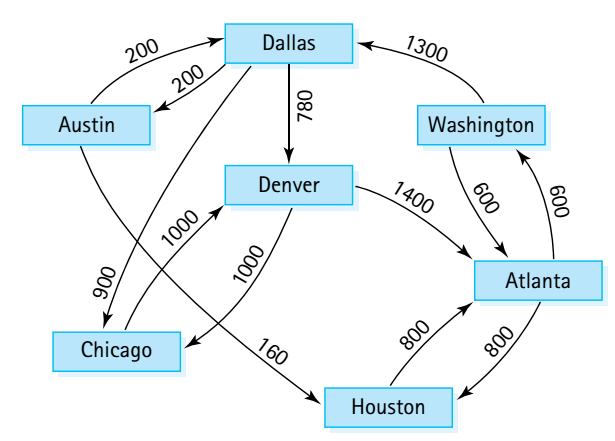 Dallas
1300
200
200
780
Austin
Washington
Denver
1400
600
600
1000
1000
Atlanta
900
Chicago
160
800
800
Houston